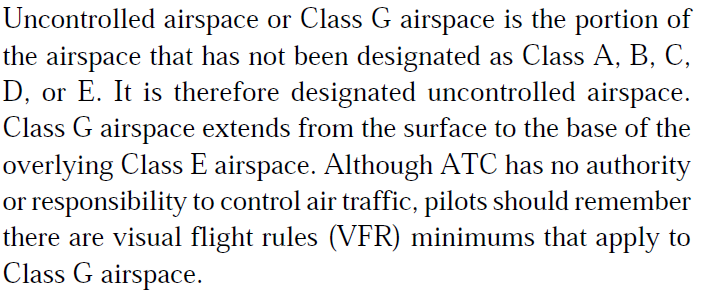 Uncontrolled airspace or Class G airspace is the portion of
the airspace that has not been designated as Class A, B, C,
D, or E. It is therefore designated uncontrolled airspace.
Class G airspace extends from the surface to the base of the
overlying Class E airspace. Although ATC has no authority
or responsibility to control air traffic, pilots should remember
there are visual flight rules (VFR) minimums that apply to
Class G airspace.